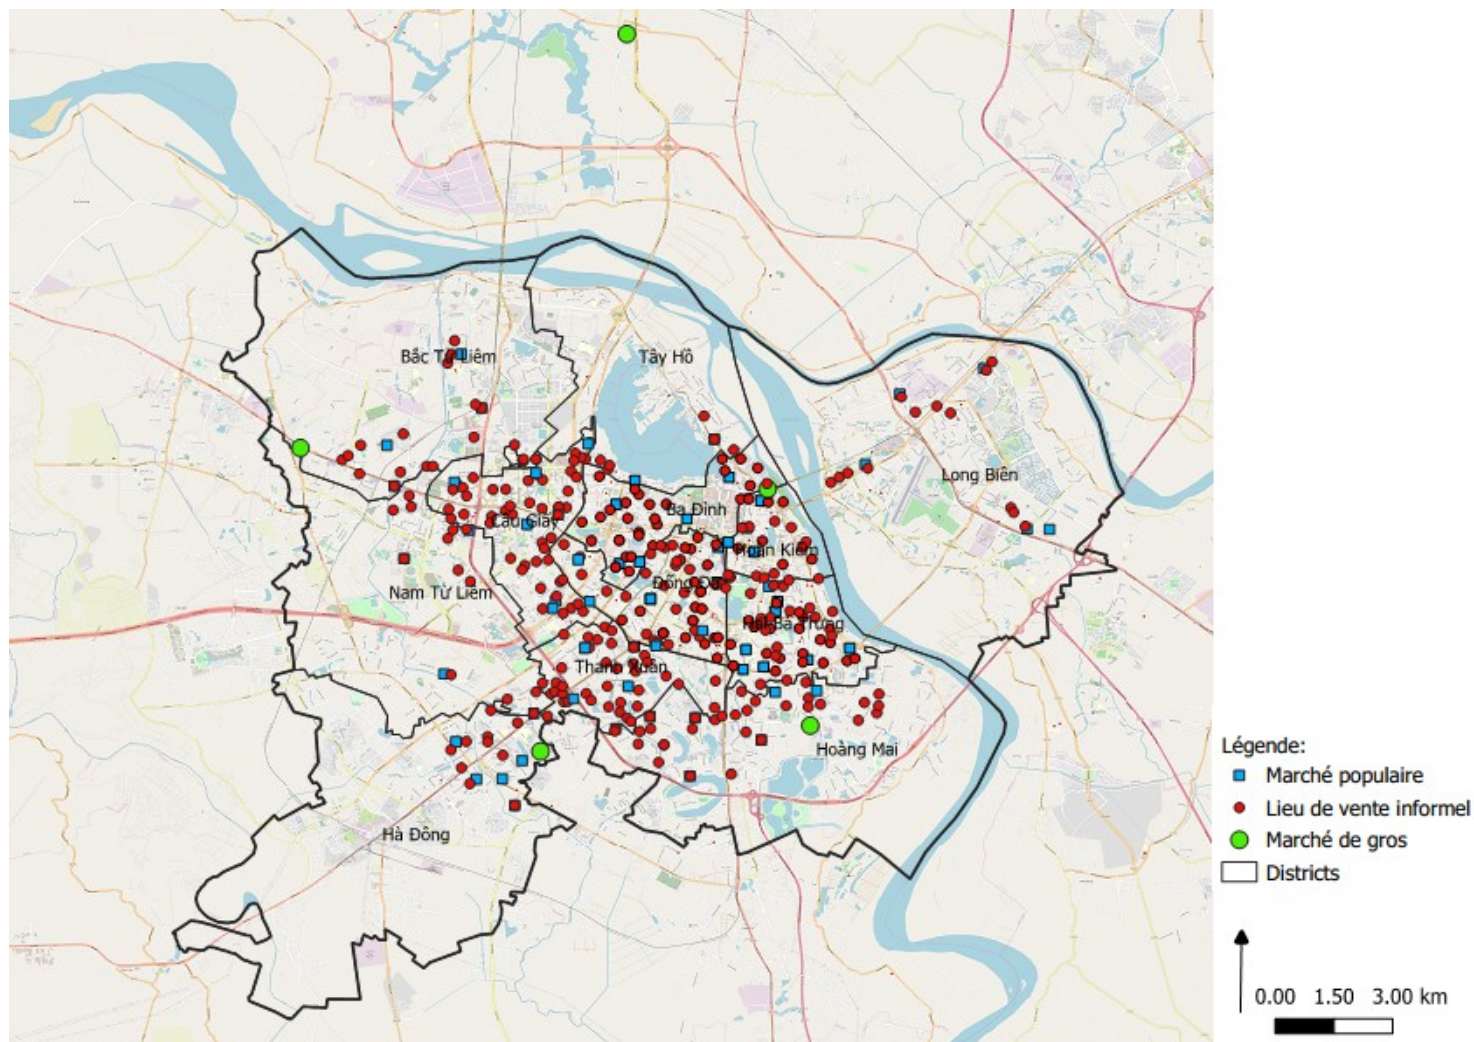 Bắc Từ Liêm
Tây Hồ
Long Biên
Ba Đình
Cầu Giấy
Hoàn Kiếm
Đống Đa
Nam Từ Liêm
Hai Bà Trưng
Thanh Xuân
Hoàng Mai
Hà Đông
Légende:
Marché populaire
Lieu de vente informel
Marché de gros
Districts
0.00 1.50 3.00 km